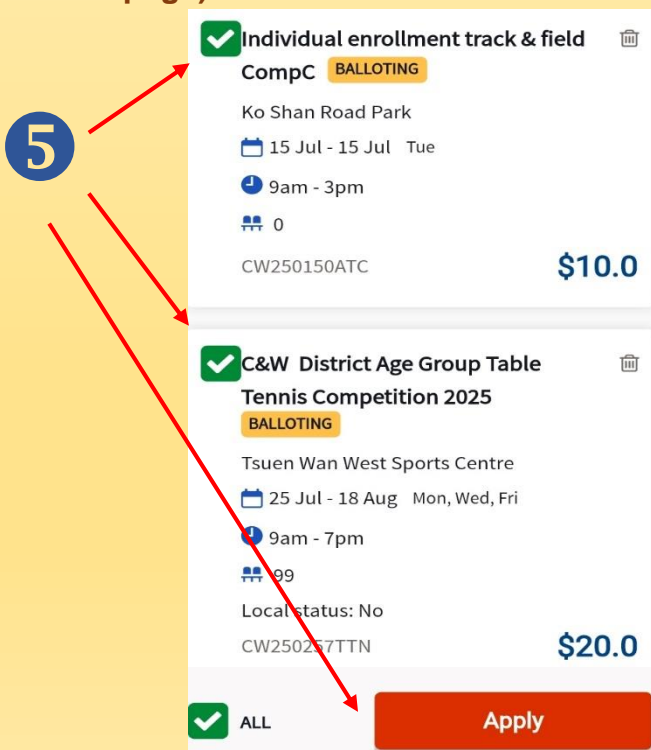 page)
Individual enrollment track & field
CompC BALLOTING
Ko Shan Road Park
15 Jul - 15 Jul Tue
9am - 3pm
0
CW250150ATC $10.0
5
C&W District Age Group Table
Tennis Competition 2025
BALLOTING
Tsuen Wan West Sports Centre
25 Jul - 18 Aug Mon, Wed, Fri
9am - 7pm
99
Local status: No
CW250257TTN $20.0
ALL Apply